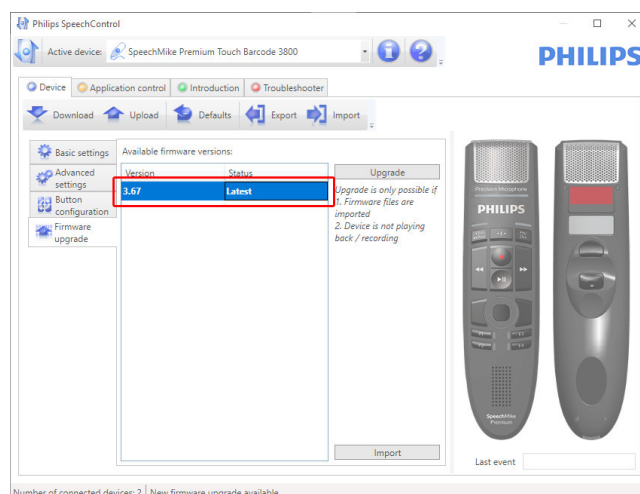 Philips SpeechControl
Active device: SpeechMike Premium Touch Barcode 3800
PHILIPS
Device Application control Introduction Troubleshooter
Download Upload Defaults Export Import
Basic settings
Advanced
settings
Button
configuration
Firmware
upgrade
Available firmware versions:
Version Status
3.67 Latest
Upgrade
Upgrade is only possible if
1. Firmware files are
imported
2. Device is not playing
back / recording
Import
Precision Microphone
PHILIPS
SpeechMike
Premium
Last event
Number of connected devices: 2 New firmware upgrade available